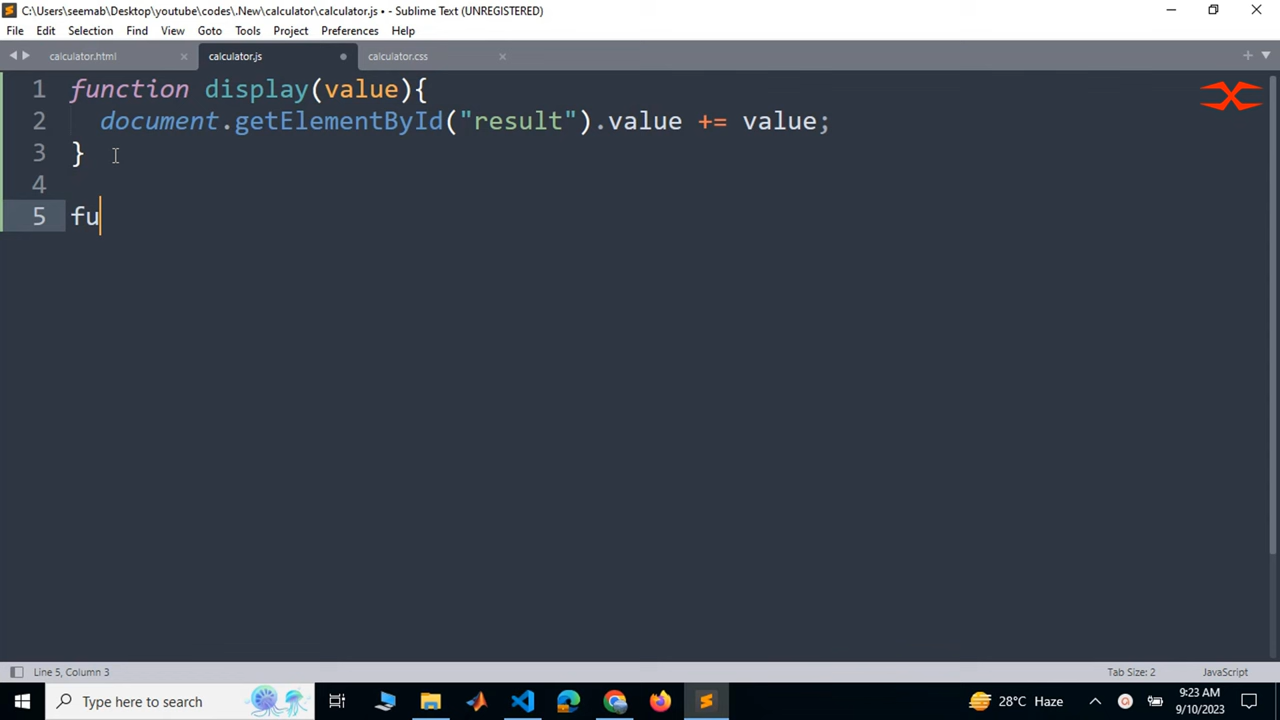 C:\Users\seemab\Desktop\youtube\codes\.New\calculator\calculator.js • - Sublime Text (UNREGISTERED)
File Edit Selection Find View Goto Tools Project Preferences Help
calculator.html calculator.js calculator.css
1 function display(value){
2 document.getElementById("result").value += value;
3 }
4
5 fu
Line 5, Column 3 Tab Size: 2 JavaScript
Type here to search 28°C Haze 9:23 AM
9/10/2023